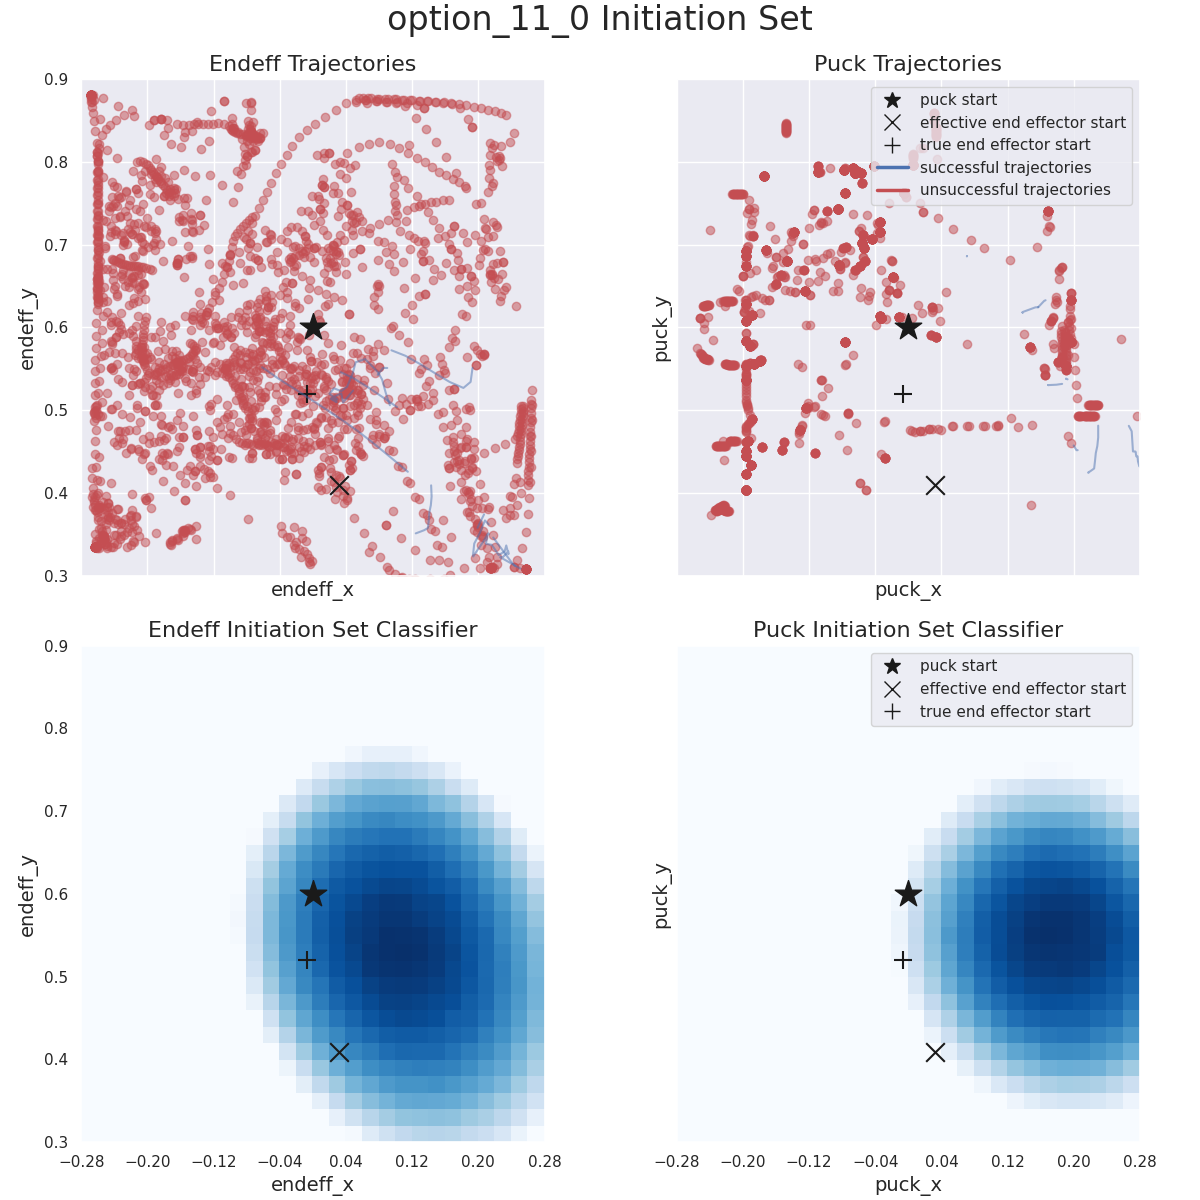 option_11_0 Initiation Set
Endeff Trajectories
Puck Trajectories
0.9
0.8
0.7
0.6
0.5
0.4
0.3
endeff_y
endeff_x
puck_y
puck_x
puck start
effective end effector start
true end effector start
successful trajectories
unsuccessful trajectories
Endeff Initiation Set Classifier
Puck Initiation Set Classifier
0.9
0.8
0.7
0.6
0.5
0.4
0.3
endeff_y
−0.28 −0.20 −0.12 −0.04 0.04 0.12 0.20 0.28
endeff_x
puck_y
puck start
effective end effector start
true end effector start
−0.28 −0.20 −0.12 −0.04 0.04 0.12 0.20 0.28
puck_x